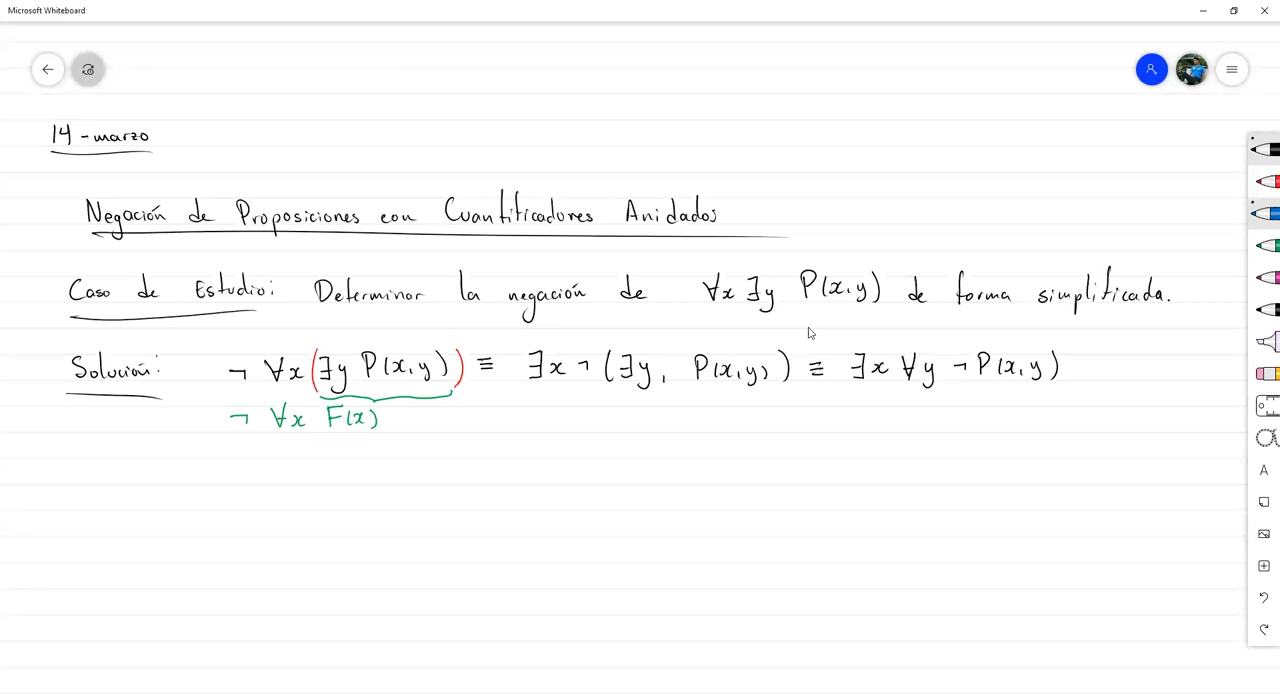 Microsoft Whiteboard
14 - marzo
Negación de Proposiciones con Cuantificadores Anidados
Caso de Estudio: Determinar la negación de ∀x ∃y P(x,y) de forma simplificada.
Solución: ¬ ∀x (∃y P(x,y)) ≡ ∃x ¬ (∃y, P(x,y)) ≡ ∃x ∀y ¬ P(x,y)
¬ ∀x F(x)
A